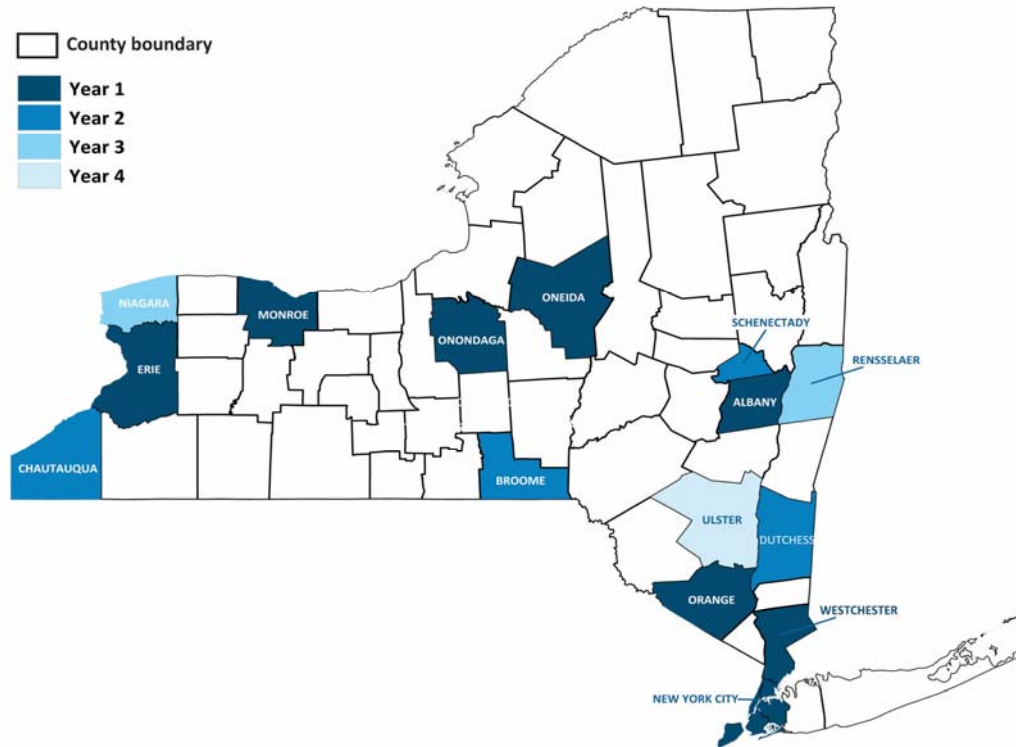 County boundary
Year 1
Year 2
Year 3
Year 4
NIAGARA
MONROE
ONEIDA
ONONDAGA
SCHENECTADY
ERIE
RENSSELAER
ALBANY
CHAUTAUQUA
BROOME
ULSTER
DUTCHESS
ORANGE
WESTCHESTER
NEW YORK CITY